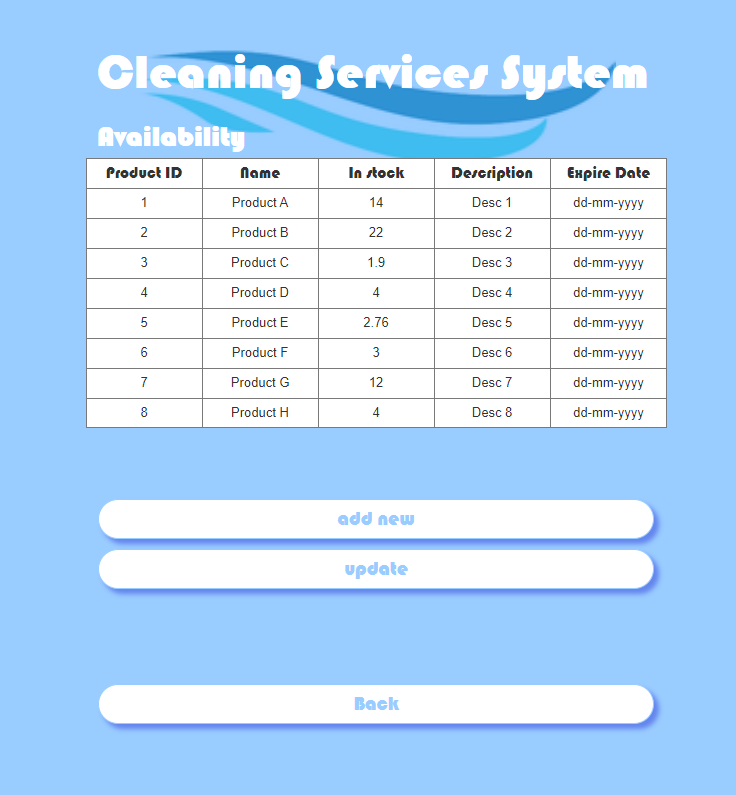 Cleaning Services System
Availability
Product ID Name In stock Description Expire Date
1 Product A 14 Desc 1 dd-mm-yyyy
2 Product B 22 Desc 2 dd-mm-yyyy
3 Product C 1.9 Desc 3 dd-mm-yyyy
4 Product D 4 Desc 4 dd-mm-yyyy
5 Product E 2.76 Desc 5 dd-mm-yyyy
6 Product F 3 Desc 6 dd-mm-yyyy
7 Product G 12 Desc 7 dd-mm-yyyy
8 Product H 4 Desc 8 dd-mm-yyyy
add new
update
Back